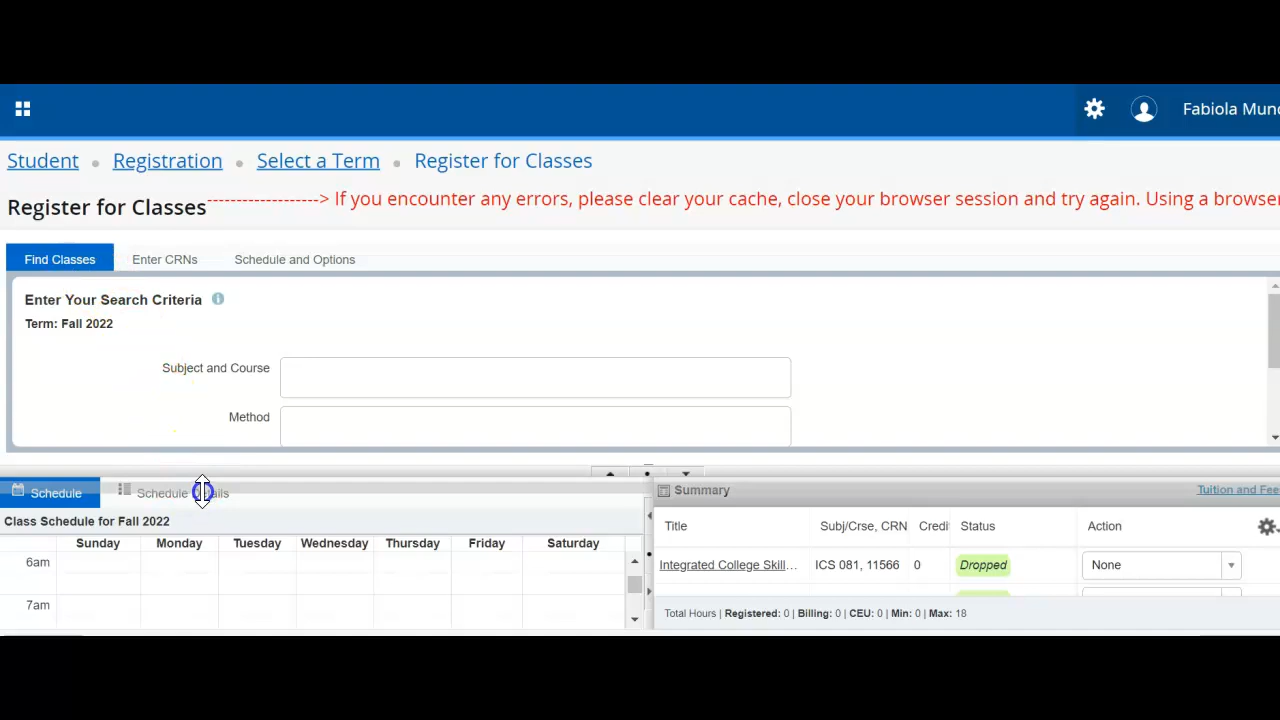 Fabiola Mun
Student Registration Select a Term Register for Classes
Register for Classes -------------------> If you encounter any errors, please clear your cache, close your browser session and try again. Using a browser
Find Classes Enter CRNs Schedule and Options
Enter Your Search Criteria
Term: Fall 2022
Subject and Course
Method
Schedule Schedule Details
Summary Tuition and Fee
Class Schedule for Fall 2022
Title Subj/Crse, CRN Credi Status Action
Sunday Monday Tuesday Wednesday Thursday Friday Saturday
6am
Integrated College Skill... ICS 081, 11566 0 Dropped None
7am
Total Hours | Registered: 0 | Billing: 0 | CEU: 0 | Min: 0 | Max: 18